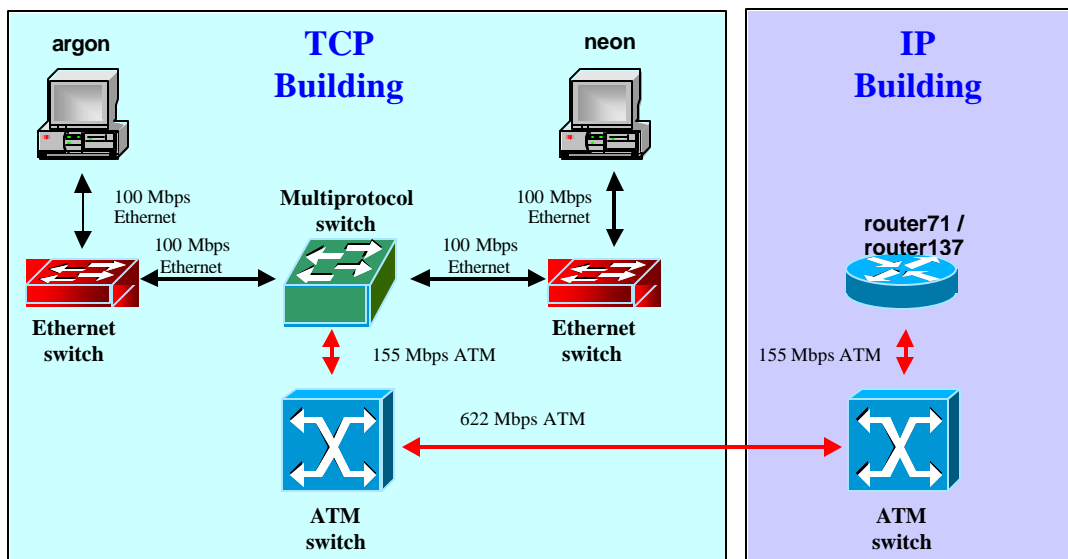 TCP
Building
IP
Building
argon
neon
100 Mbps
Ethernet
100 Mbps
Ethernet
Multiprotocol
switch
100 Mbps
Ethernet
100 Mbps
Ethernet
router71 /
router137
Ethernet
switch
Ethernet
switch
155 Mbps ATM
155 Mbps ATM
622 Mbps ATM
ATM
switch
ATM
switch